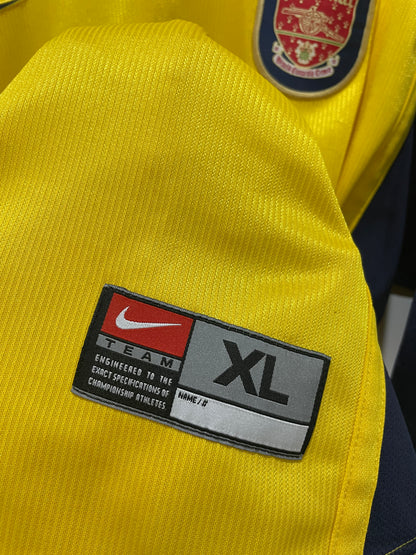 TEAM
ENGINEERED TO THE
EXACT SPECIFICATIONS OF
CHAMPIONSHIP ATHLETES
XL
NAME/#